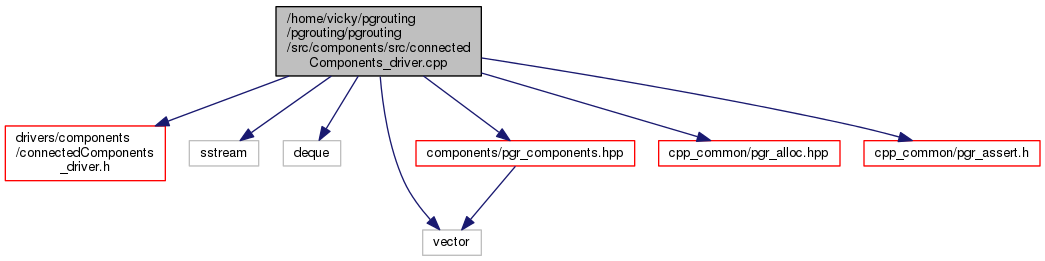 /home/vicky/pgrouting
/pgrouting/pgrouting
/src/components/src/connected
Components_driver.cpp
drivers/components
/connectedComponents
_driver.h
sstream
deque
components/pgr_components.hpp
cpp_common/pgr_alloc.hpp
cpp_common/pgr_assert.h
vector